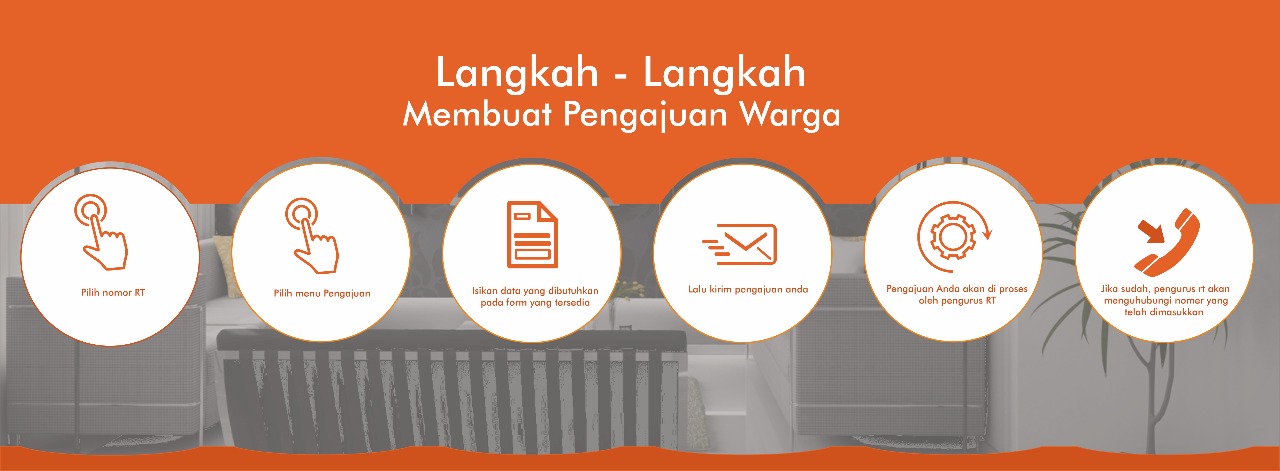 Langkah - Langkah
Membuat Pengajuan Warga
Pilih nomor RT
Pilih menu Pengajuan
Isikan data yang dibutuhkan
pada form yang tersedia
Lalu kirim pengajuan anda
Pengajuan Anda akan di proses
oleh pengurus RT
Jika sudah, pengurus rt akan
menguhubungi nomer yang
telah dimasukkan